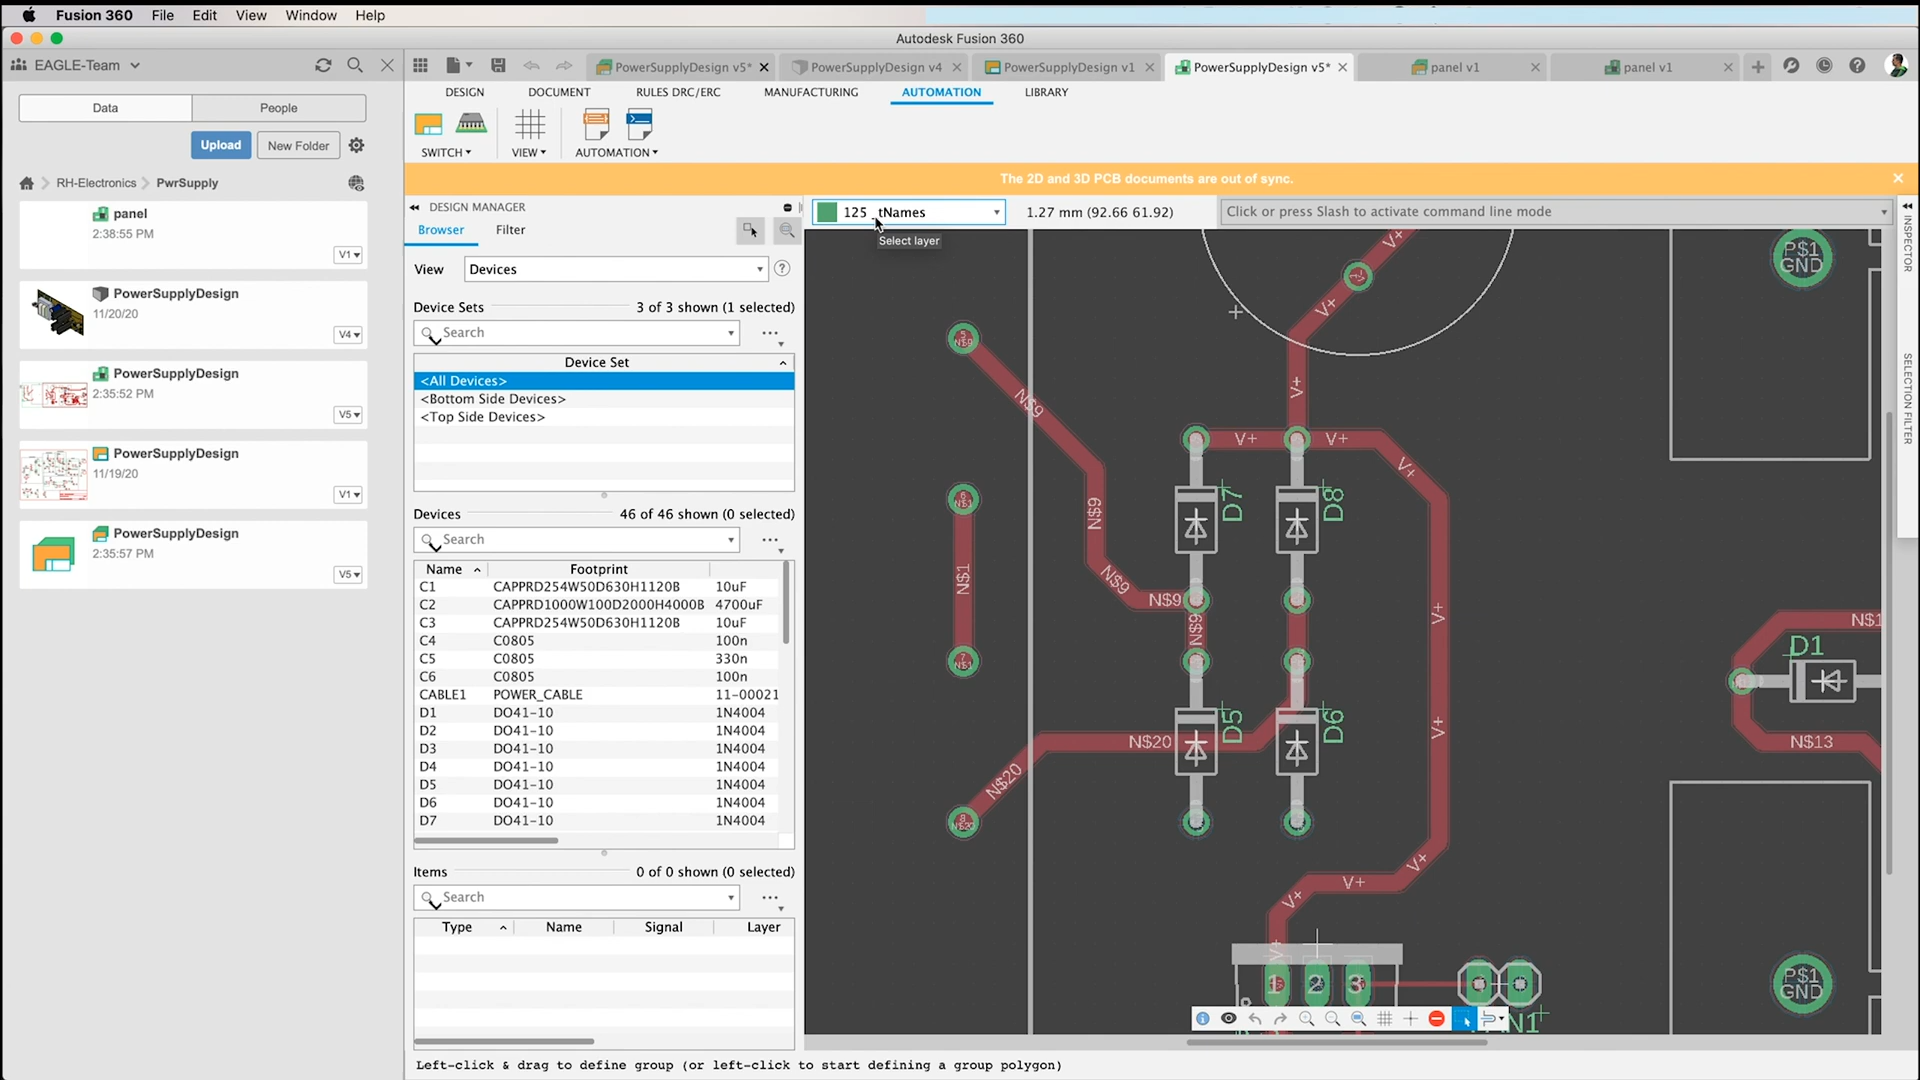 Fusion 360 File Edit View Window Help
Autodesk Fusion 360
EAGLE-Team
PowerSupplyDesign v5*
PowerSupplyDesign v4
PowerSupplyDesign v1
PowerSupplyDesign v5*
panel v1
panel v1
Data People
Upload New Folder
RH-Electronics PwrSupply
panel
2:38:55 PM
V1
PowerSupplyDesign
11/20/20
V4
PowerSupplyDesign
2:35:52 PM
V5
PowerSupplyDesign
11/19/20
V1
PowerSupplyDesign
2:35:57 PM
V5
DESIGN DOCUMENT RULES DRC/ERC MANUFACTURING AUTOMATION LIBRARY
SWITCH VIEW AUTOMATION
The 2D and 3D PCB documents are out of sync.
DESIGN MANAGER
Browser Filter
View Devices
Device Sets 3 of 3 shown (1 selected)
Search
Device Set
<All Devices>
<Bottom Side Devices>
<Top Side Devices>
Devices 46 of 46 shown (0 selected)
Search
Name Footprint
C1 CAPPRD254W50D630H1120B 10uF
C2 CAPPRD1000W100D2000H4000B 4700uF
C3 CAPPRD254W50D630H1120B 10uF
C4 C0805 100n
C5 C0805 330n
C6 C0805 100n
CABLE1 POWER_CABLE 11-00021
D1 DO41-10 1N4004
D2 DO41-10 1N4004
D3 DO41-10 1N4004
D4 DO41-10 1N4004
D5 DO41-10 1N4004
D6 DO41-10 1N4004
D7 DO41-10 1N4004
Items 0 of 0 shown (0 selected)
Search
Type Name Signal Layer
125 _tNames
1.27 mm (92.66 61.92)
Click or press Slash to activate command line mode
Select layer
INSPECTOR
SELECTION FILTER
P$1
GND
V+
V+
V+
V+ V+
V+
N$9
N$9
N$9
N$9
N$9
D7 D8
N$1
N$1
N$1
V+
V+
D5 D6
N$20
N$20
D1
N$1
N$13
V+
V+
V+
V+
1 2 3
P$1
GND
N1
Left-click & drag to define group (or left-click to start defining a group polygon)